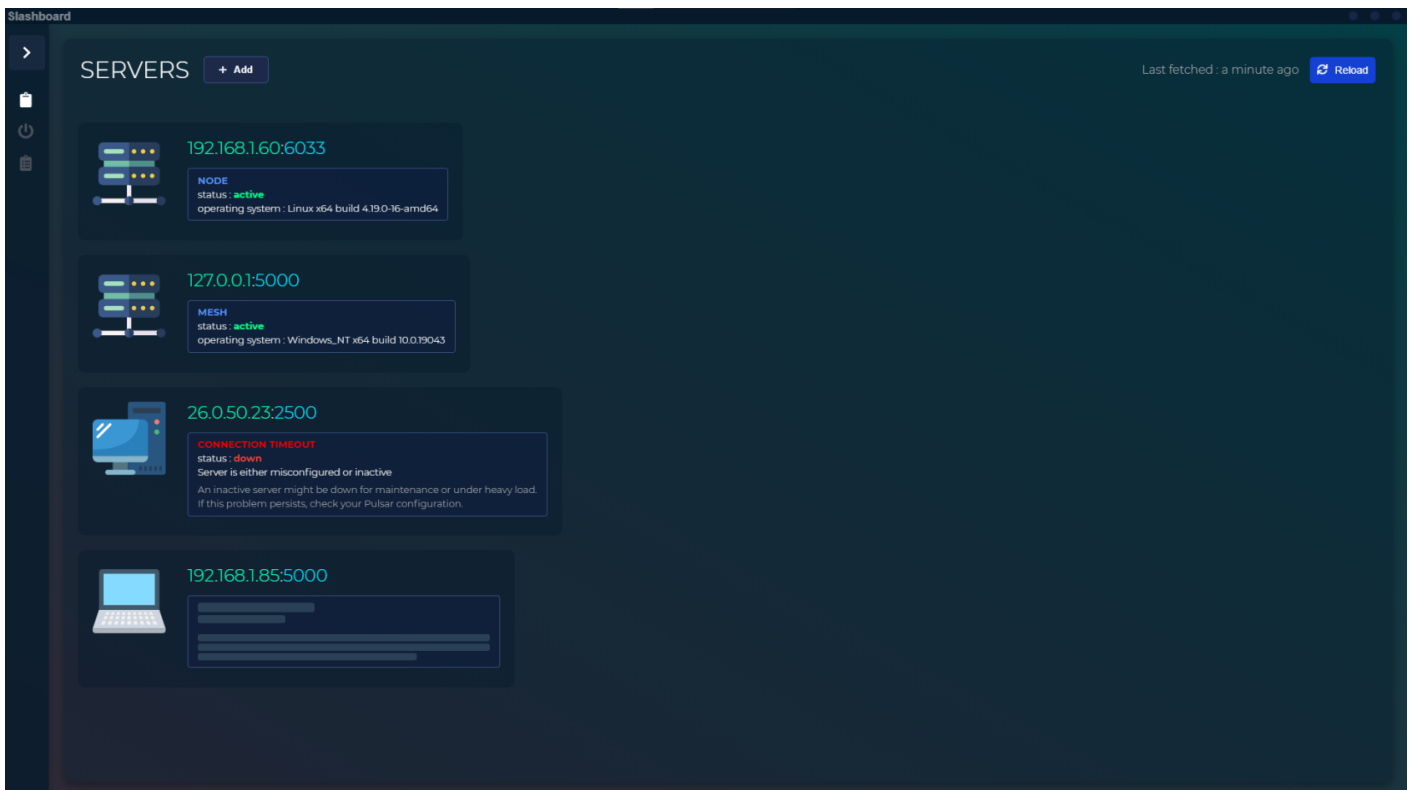 Slashboard
SERVERS
+ Add
Last fetched : a minute ago
Reload
192.168.1.60:6033
NODE
status : active
operating system : Linux x64 build 4.19.0-16-amd64
127.0.0.1:5000
MESH
status : active
operating system : Windows_NT x64 build 10.0.19043
26.0.50.23:2500
CONNECTION TIMEOUT
status : down
Server is either misconfigured or inactive
An inactive server might be down for maintenance or under heavy load.
If this problem persists, check your Pulsar configuration.
192.168.1.85:5000